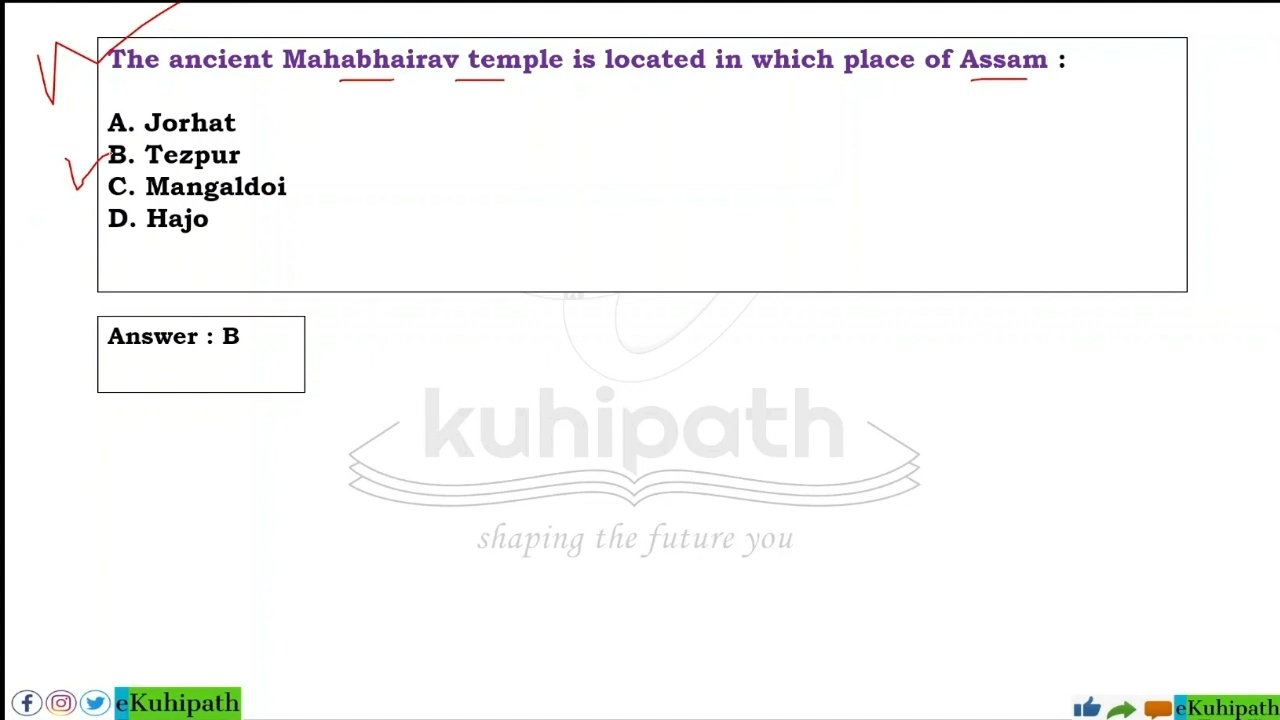 The ancient Mahabhairav temple is located in which place of Assam :
A. Jorhat
B. Tezpur
C. Mangaldoi
D. Hajo
Answer : B
kuhipath
shaping the future you
eKuhipath
eKuhipath